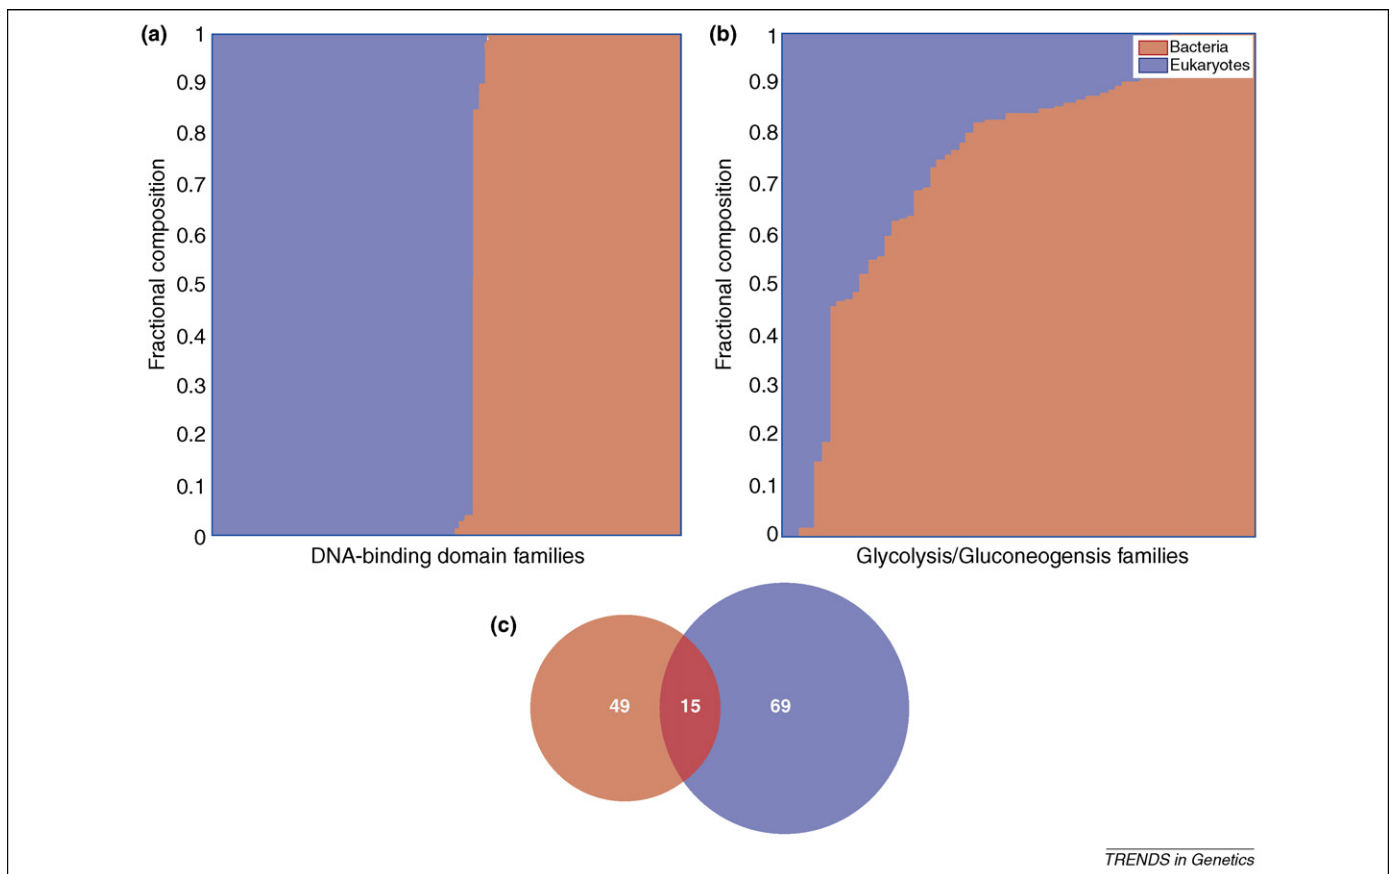 (a)
1
0.9
0.8
0.7
0.6
0.5
0.4
0.3
0.2
0.1
0
Fractional composition
DNA-binding domain families
(b)
1
0.9
0.8
0.7
0.6
0.5
0.4
0.3
0.2
0.1
0
Fractional composition
Bacteria
Eukaryotes
Glycolysis/Gluconeogensis families
(c)
49
15
69
TRENDS in Genetics